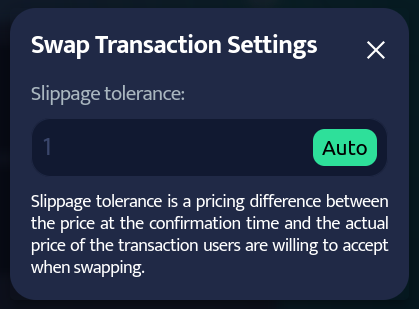 Swap Transaction Settings
Slippage tolerance:
1 Auto
Slippage tolerance is a pricing difference between
the price at the confirmation time and the actual
price of the transaction users are willing to accept
when swapping.